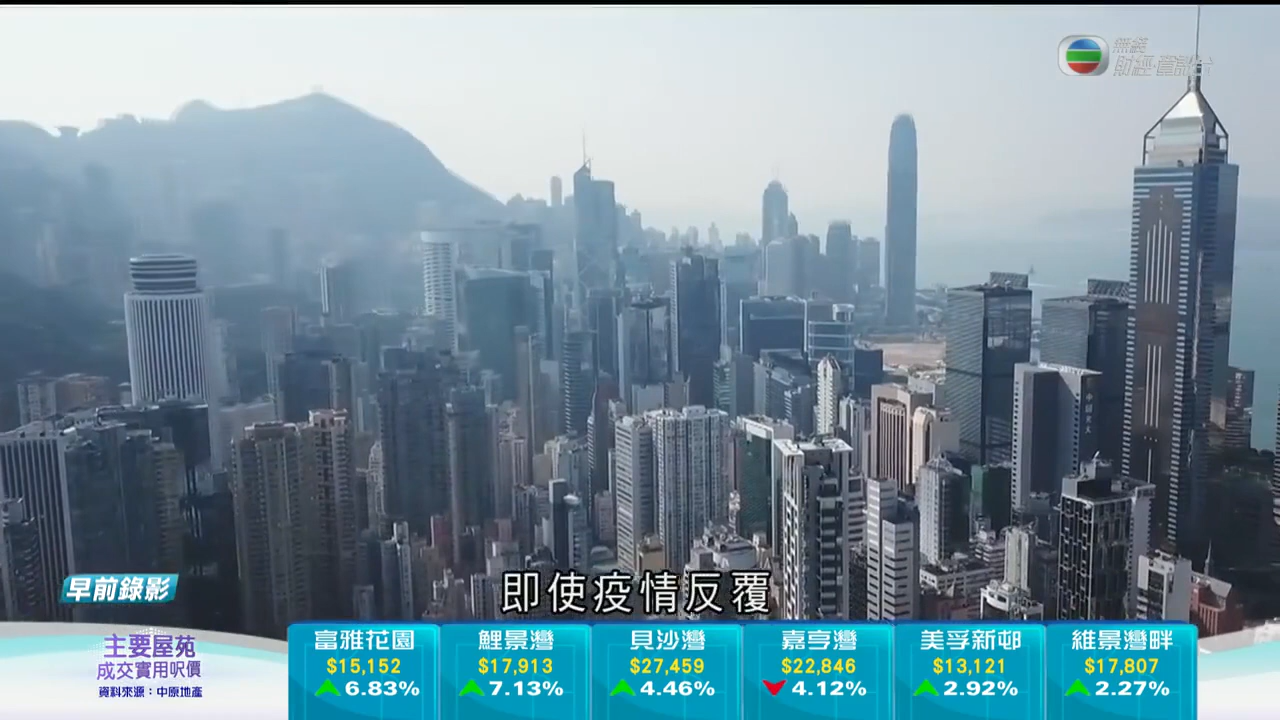 無綫
財經·資訊台
早前錄影
即使疫情反覆
主要屋苑
成交實用呎價
資料來源：中原地產
富雅花園
$15,152
6.83%
鯉景灣
$17,913
7.13%
貝沙灣
$27,459
4.46%
嘉亨灣
$22,846
4.12%
美孚新邨
$13,121
2.92%
維景灣畔
$17,807
2.27%